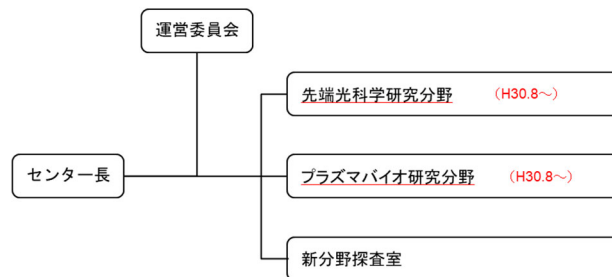 運営委員会
先端光科学研究分野 （H30.8～）
センター長
プラズマバイオ研究分野 （H30.8～）
新分野探査室